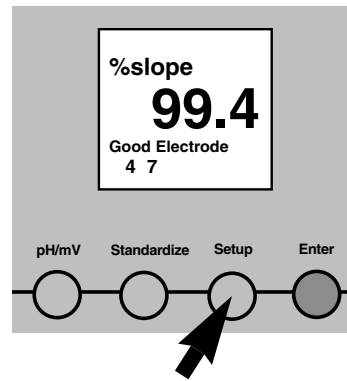 %slope
99.4
Good Electrode
4 7
pH/mV Standardize Setup Enter